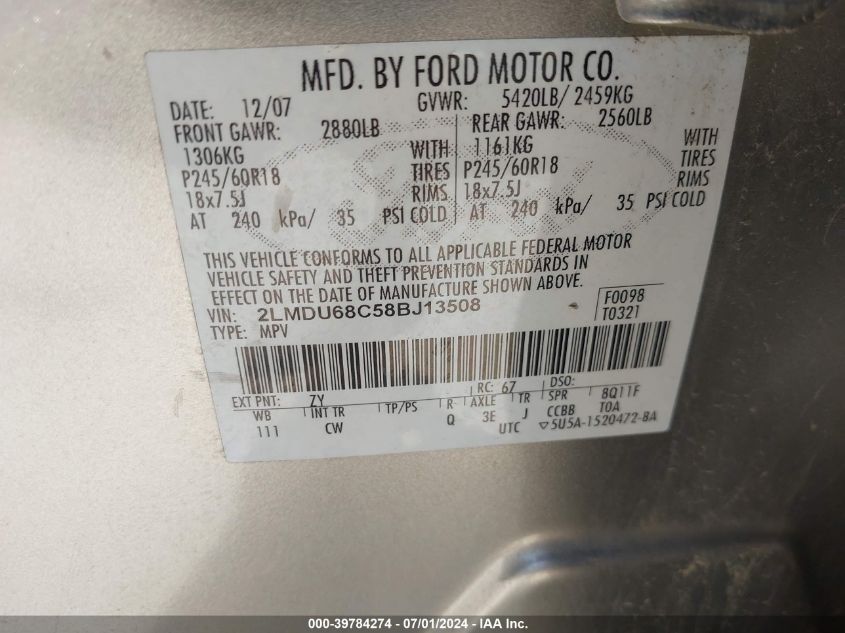 MFD. BY FORD MOTOR CO.
DATE: 12/07 GVWR: 5420LB/ 2459KG
FRONT GAWR: 2880LB REAR GAWR: 2560LB
1306KG WITH 1161KG WITH
P245/60R18 TIRES P245/60R18 TIRES
18x7.5J RIMS 18x7.5J RIMS
AT 240 kPa/ 35 PSI COLD AT 240 kPa/ 35 PSI COLD
THIS VEHICLE CONFORMS TO ALL APPLICABLE FEDERAL MOTOR
VEHICLE SAFETY AND THEFT PREVENTION STANDARDS IN
EFFECT ON THE DATE OF MANUFACTURE SHOWN ABOVE.
VIN: 2LMDU68C58BJ13508 F0098
TYPE: MPV T0321
EXT PNT: ZY RC: 67 DSO:
WB INT TR TP/PS R AXLE TR SPR 8Q11F
111 CW Q 3E J CCBB TOA
UTC ▽5U5A-1520472-BA
000-39784274 - 07/01/2024 - IAA Inc.